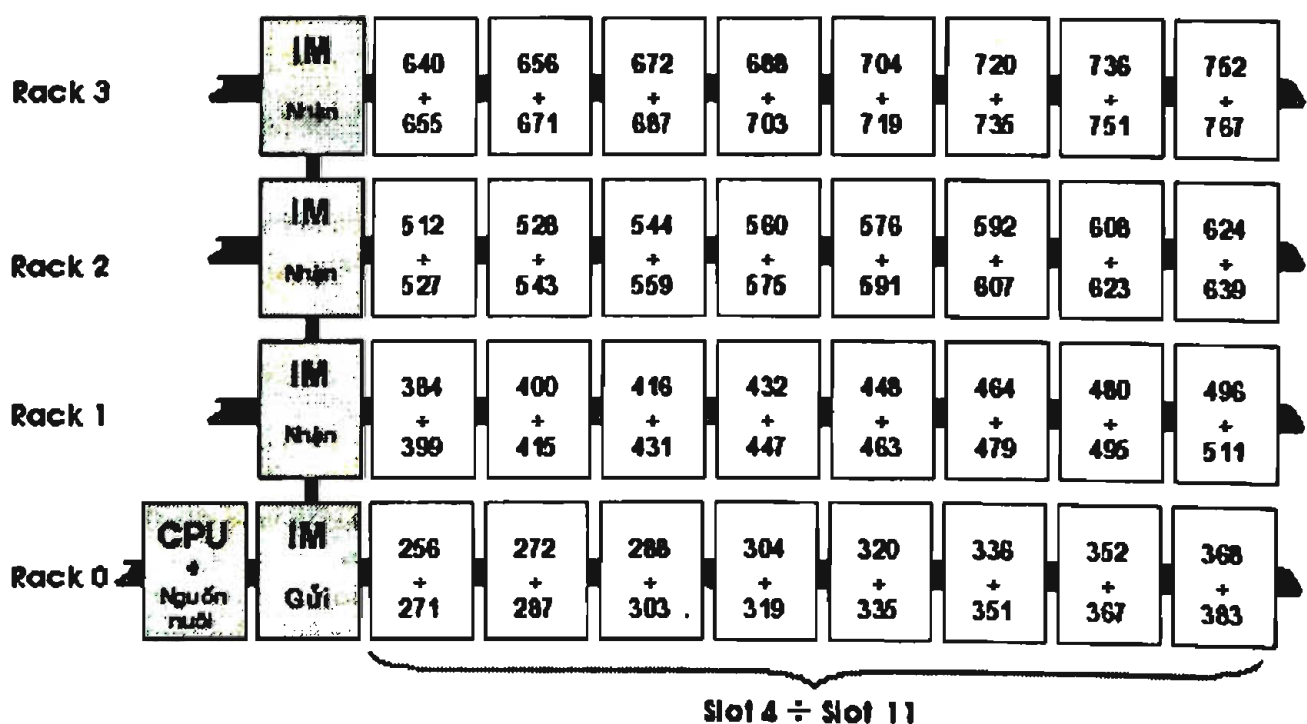 Rack 3
IM
Nhận
640 ÷ 655
656 ÷ 671
672 ÷ 687
688 ÷ 703
704 ÷ 719
720 ÷ 735
736 ÷ 751
752 ÷ 767
Rack 2
IM
Nhận
512 ÷ 527
528 ÷ 543
544 ÷ 559
560 ÷ 575
576 ÷ 591
592 ÷ 607
608 ÷ 623
624 ÷ 639
Rack 1
IM
Nhận
384 ÷ 399
400 ÷ 415
416 ÷ 431
432 ÷ 447
448 ÷ 463
464 ÷ 479
480 ÷ 495
496 ÷ 511
Rack 0
CPU
+
Nguồn
nuôi
IM
Gửi
256 ÷ 271
272 ÷ 287
288 ÷ 303
304 ÷ 319
320 ÷ 335
336 ÷ 351
352 ÷ 367
368 ÷ 383
Slot 4 ÷ Slot 11